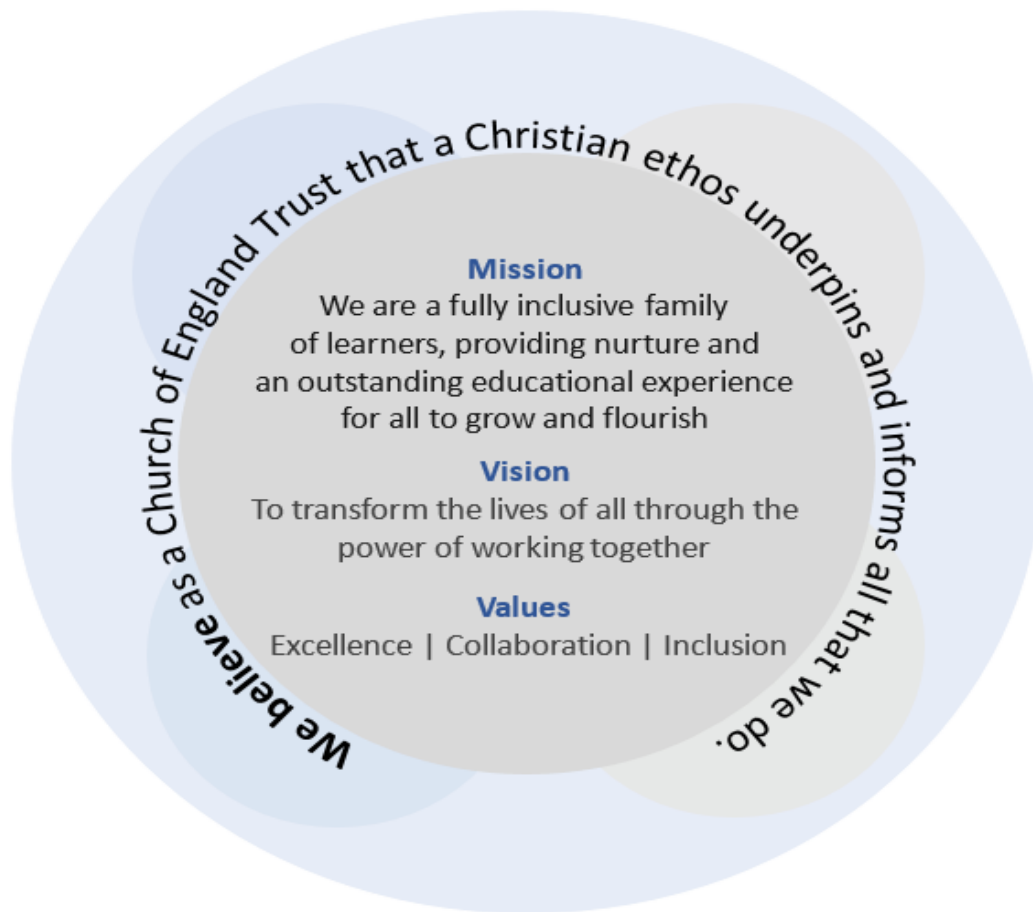 We believe as a Church of England Trust that a Christian ethos underpins and informs all that we do.
Mission
We are a fully inclusive family
of learners, providing nurture and
an outstanding educational experience
for all to grow and flourish
Vision
To transform the lives of all through the
power of working together
Values
Excellence | Collaboration | Inclusion